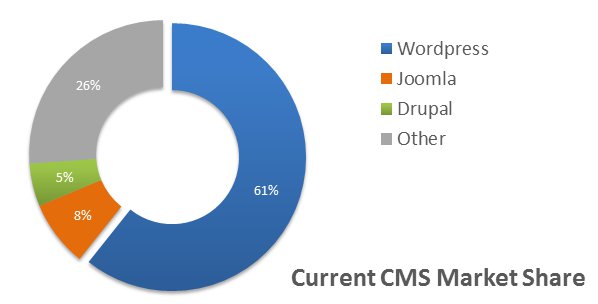 Wordpress
Joomla
Drupal
Other
26%
5%
8%
61%
Current CMS Market Share